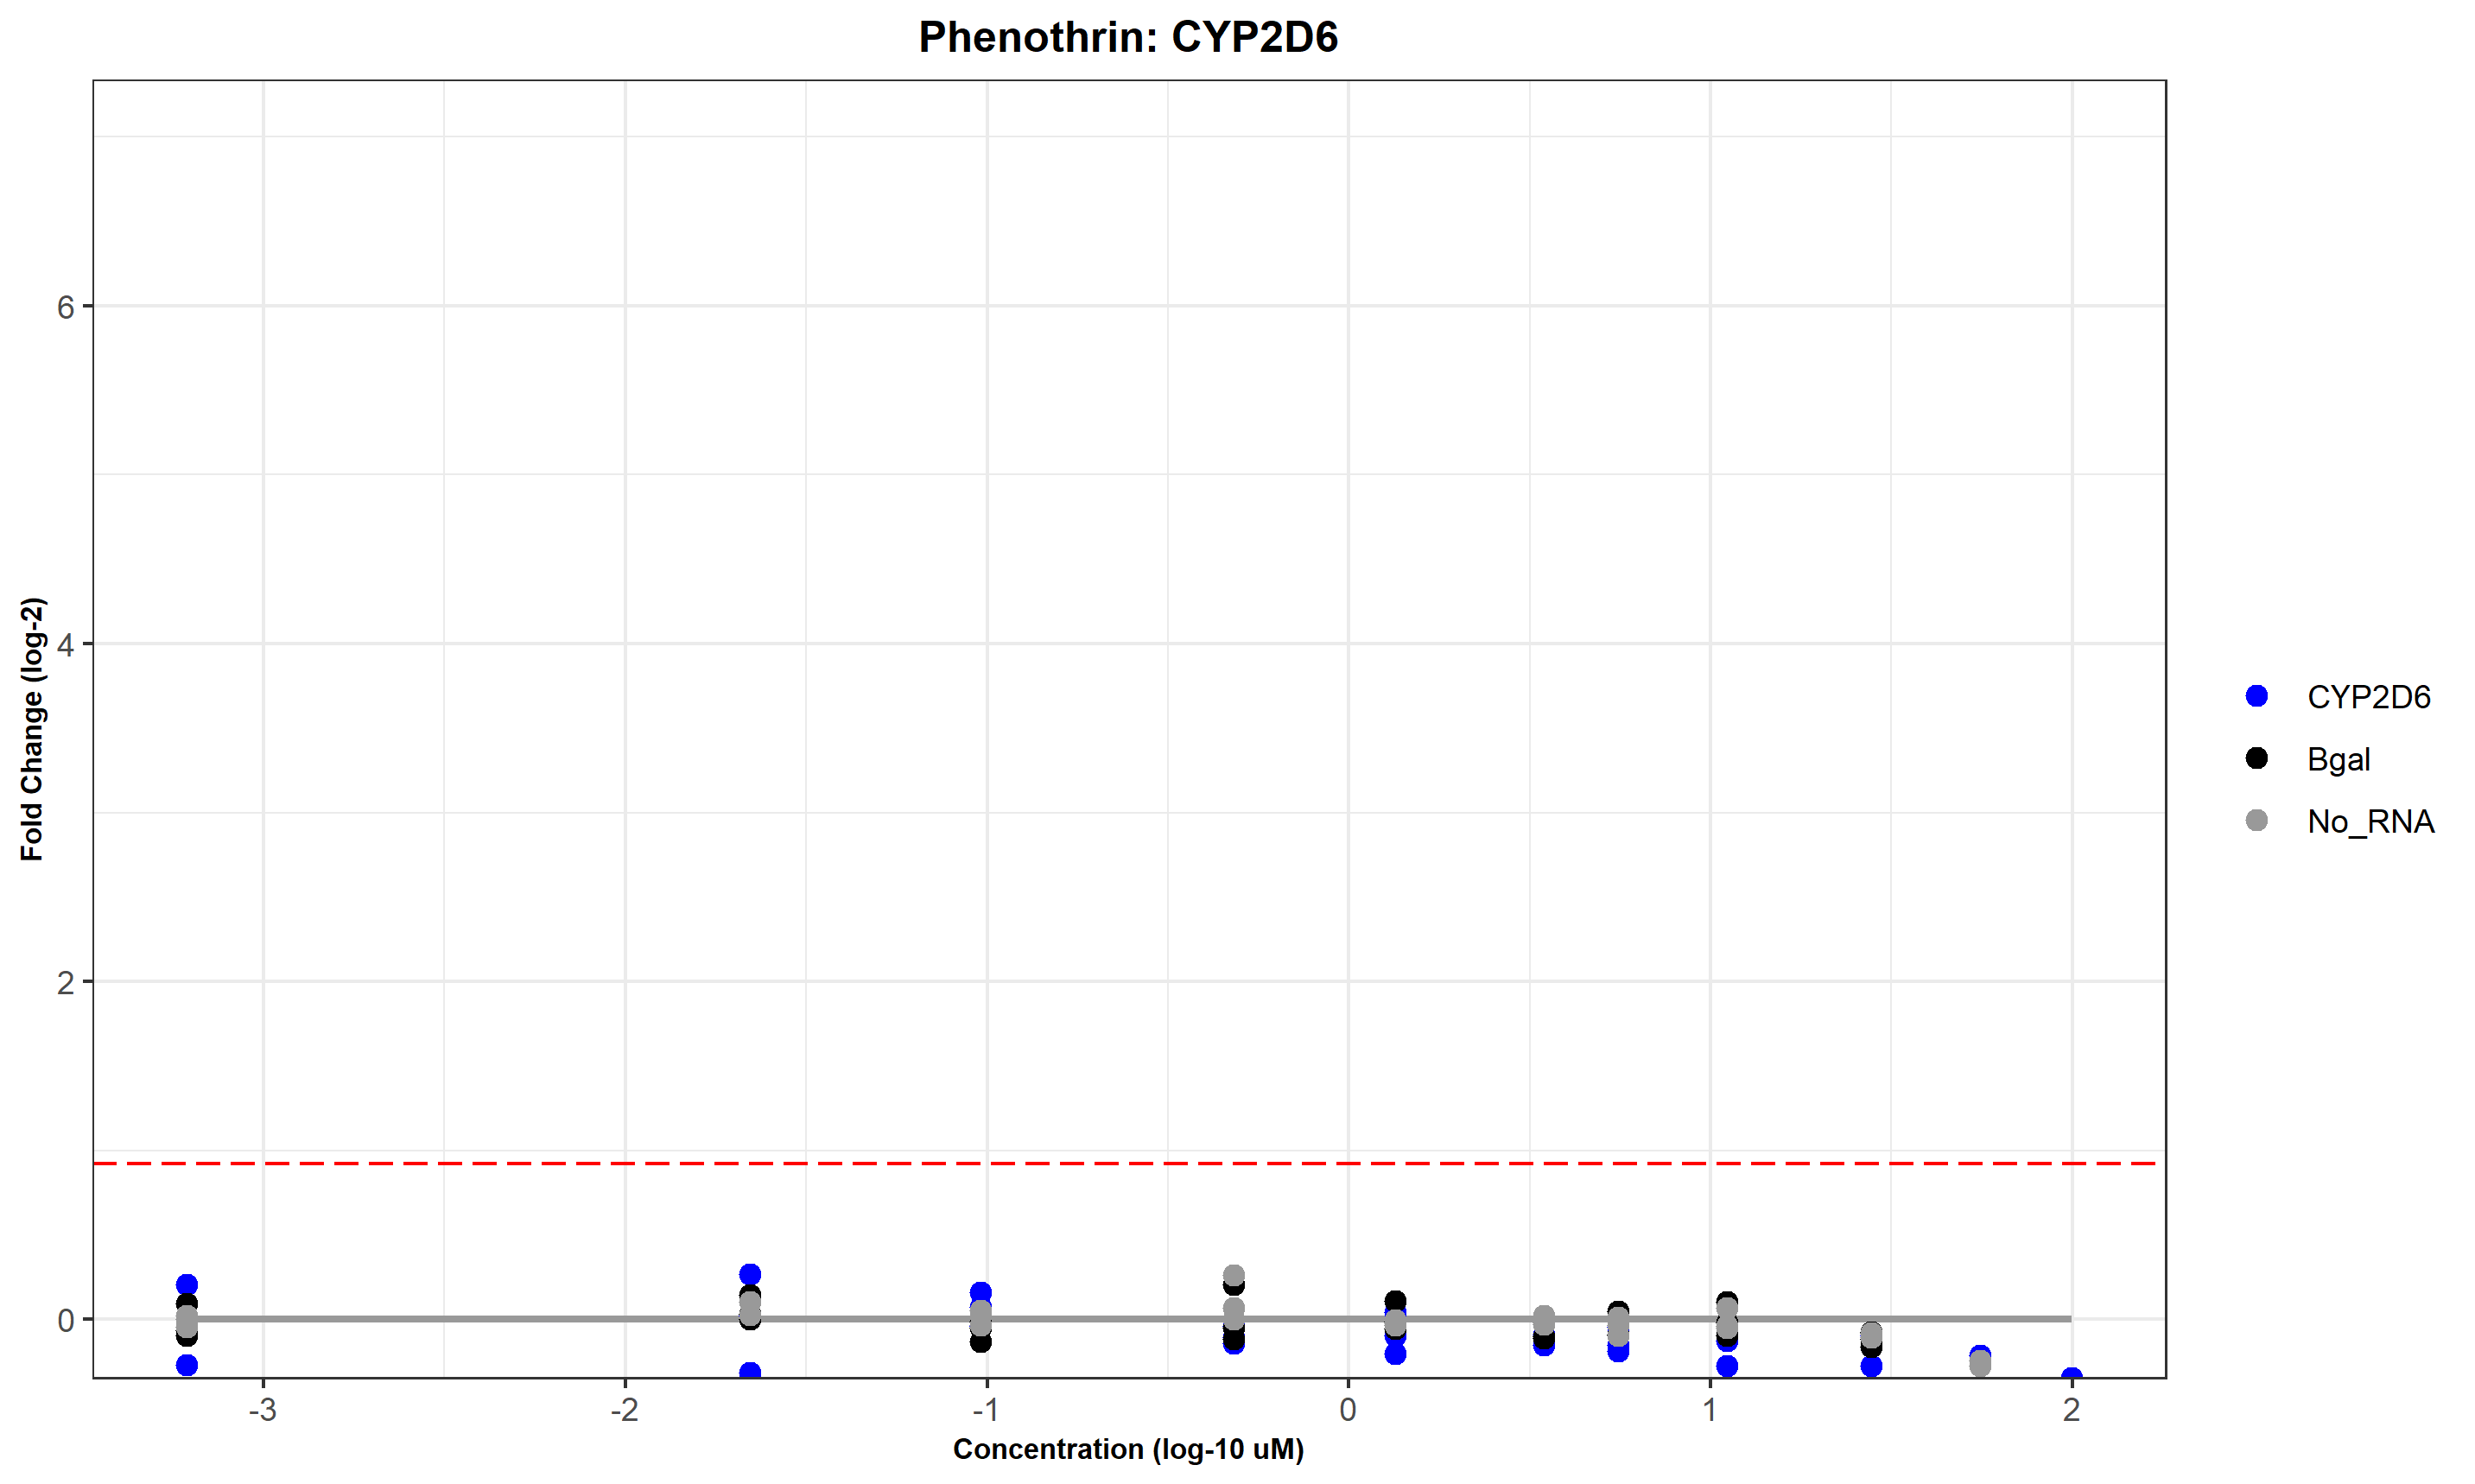 Phenothrin: CYP2D6
Fold Change (log-2)
6
4
2
0
-3
-2
-1
0
1
2
Concentration (log-10 uM)
CYP2D6
Bgal
No_RNA